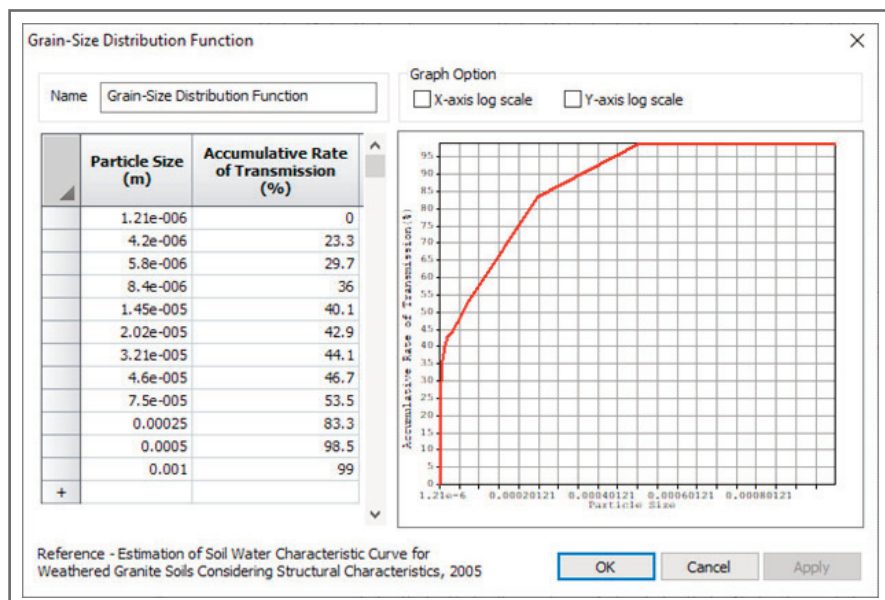 Grain-Size Distribution Function
Name Grain-Size Distribution Function
Graph Option
X-axis log scale Y-axis log scale
Particle Size (m) Accumulative Rate of Transmission (%)
1.21e-006 0
4.2e-006 23.3
5.8e-006 29.7
8.4e-006 36
1.45e-005 40.1
2.02e-005 42.9
3.21e-005 44.1
4.6e-005 46.7
7.5e-005 53.5
0.00025 83.3
0.0005 98.5
0.001 99
+
Accumulative Rate of Transmission(%)
95
90
85
80
75
70
65
60
55
50
45
40
35
30
25
20
15
10
5
0
1.21e-6 0.00020121 0.00040121 0.00060121 0.00080121
Particle Size
Reference - Estimation of Soil Water Characteristic Curve for
Weathered Granite Soils Considering Structural Characteristics, 2005
OK Cancel Apply